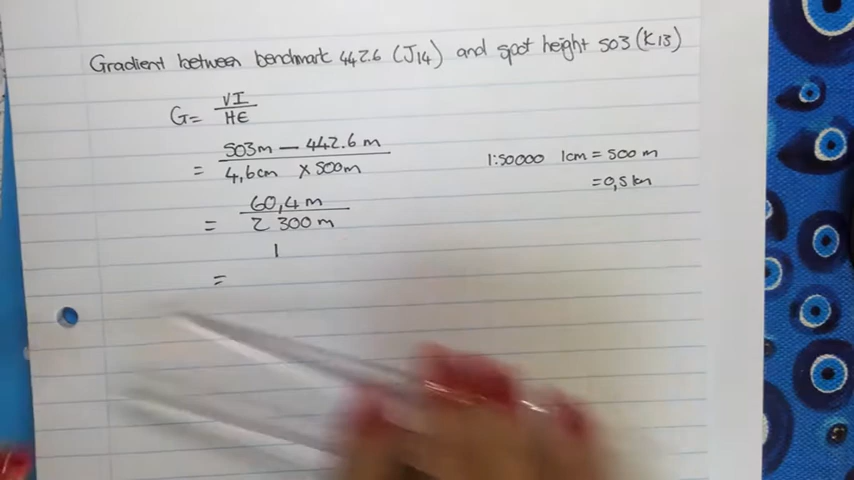 Gradient between benchmark 442.6 (J14) and spot height 503 (K13)
G= VI
HE
= 503m - 442.6 m
4,6cm × 500m
1:50000 1cm = 500 m
=0,5 km
= 60,4 m
2 300 m
1
=